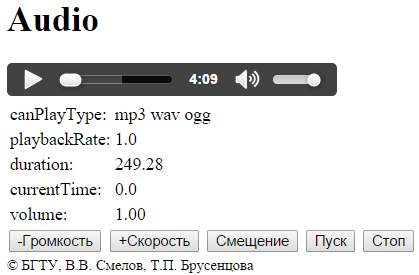 Audio
4:09
canPlayType: mp3 wav ogg
playbackRate: 1.0
duration: 249.28
currentTime: 0.0
volume: 1.00
-Громкость +Скорость Смещение Пуск Стоп
© БГТУ, В.В. Смелов, Т.П. Брусенцова